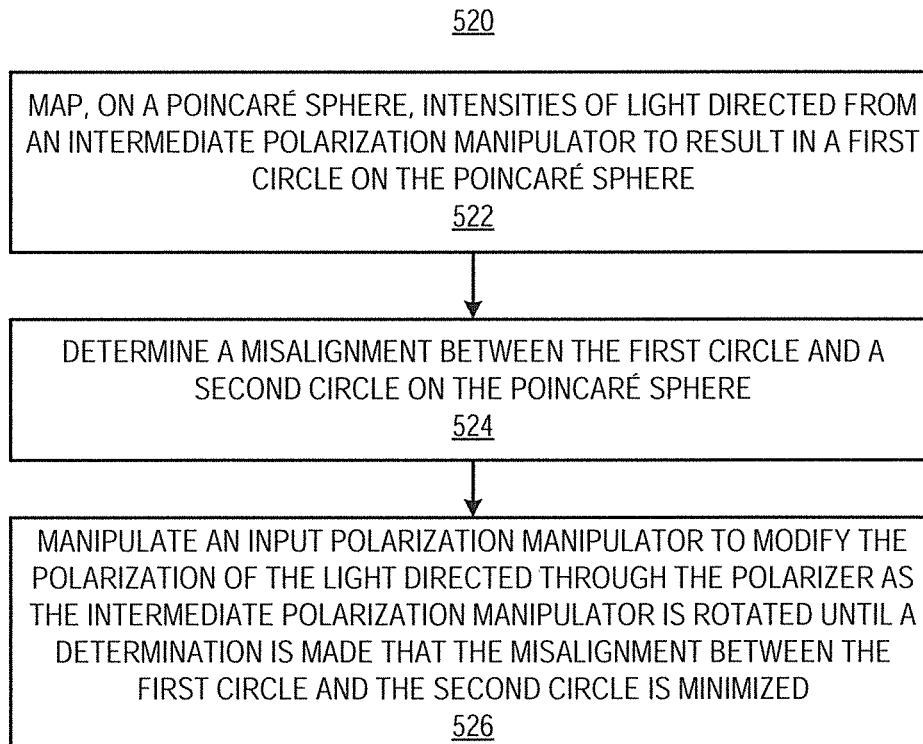 520
MAP, ON A POINCARÉ SPHERE, INTENSITIES OF LIGHT DIRECTED FROM
AN INTERMEDIATE POLARIZATION MANIPULATOR TO RESULT IN A FIRST
CIRCLE ON THE POINCARÉ SPHERE
522
DETERMINE A MISALIGNMENT BETWEEN THE FIRST CIRCLE AND A
SECOND CIRCLE ON THE POINCARÉ SPHERE
524
MANIPULATE AN INPUT POLARIZATION MANIPULATOR TO MODIFY THE
POLARIZATION OF THE LIGHT DIRECTED THROUGH THE POLARIZER AS
THE INTERMEDIATE POLARIZATION MANIPULATOR IS ROTATED UNTIL A
DETERMINATION IS MADE THAT THE MISALIGNMENT BETWEEN THE
FIRST CIRCLE AND THE SECOND CIRCLE IS MINIMIZED
526